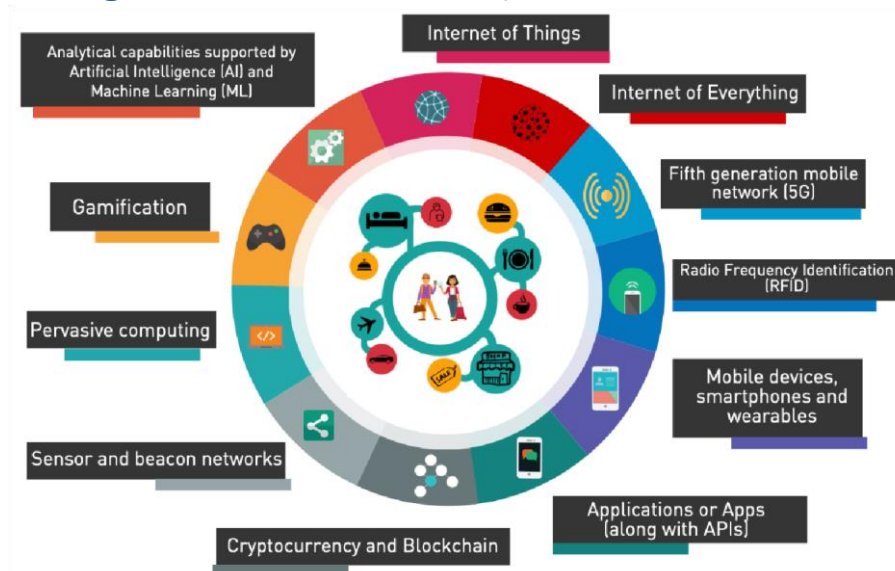 Internet of Things
Analytical capabilities supported by
Artificial Intelligence (AI) and
Machine Learning (ML)
Internet of Everything
Fifth generation mobile
network (5G)
Gamification
Radio Frequency Identification
(RFID)
Pervasive computing
Mobile devices,
smartphones and
wearables
SALE
Sensor and beacon networks
Applications or Apps
(along with APIs)
Cryptocurrency and Blockchain